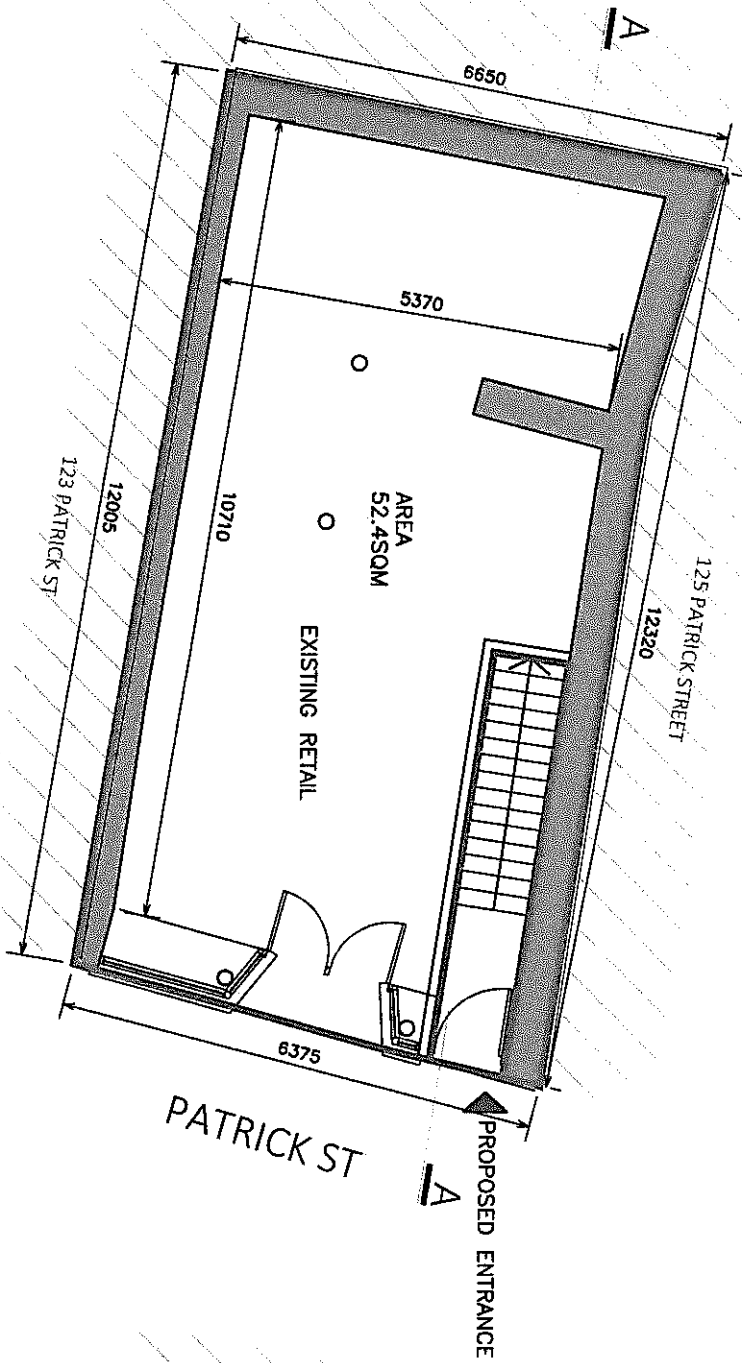 A
6650
5370
125 PATRICK STREET
12320
AREA
52.4SQM
EXISTING RETAIL
10710
12005
123 PATRICK ST
6375
PATRICK ST
PROPOSED ENTRANCE
A